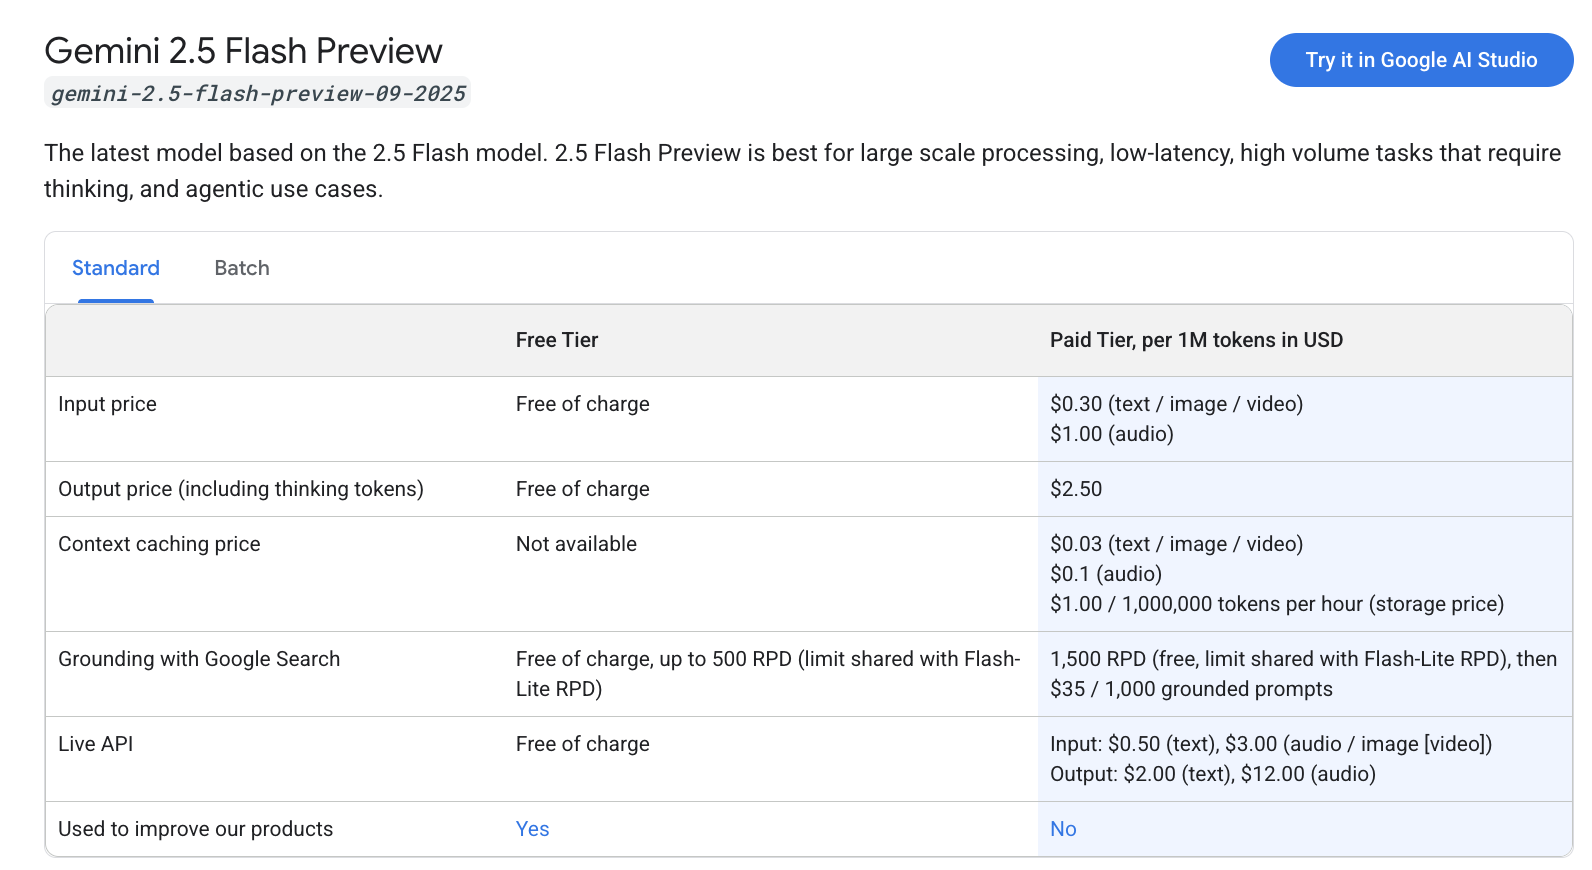 Gemini 2.5 Flash Preview
Try it in Google AI Studio
gemini-2.5-flash-preview-09-2025
The latest model based on the 2.5 Flash model. 2.5 Flash Preview is best for large scale processing, low-latency, high volume tasks that require
thinking, and agentic use cases.
Standard Batch
Free Tier Paid Tier, per 1M tokens in USD
Input price Free of charge $0.30 (text / image / video)
$1.00 (audio)
Output price (including thinking tokens) Free of charge $2.50
Context caching price Not available $0.03 (text / image / video)
$0.1 (audio)
$1.00 / 1,000,000 tokens per hour (storage price)
Grounding with Google Search Free of charge, up to 500 RPD (limit shared with Flash- 1,500 RPD (free, limit shared with Flash-Lite RPD), then
Lite RPD) $35 / 1,000 grounded prompts
Live API Free of charge Input: $0.50 (text), $3.00 (audio / image [video])
Output: $2.00 (text), $12.00 (audio)
Used to improve our products Yes No